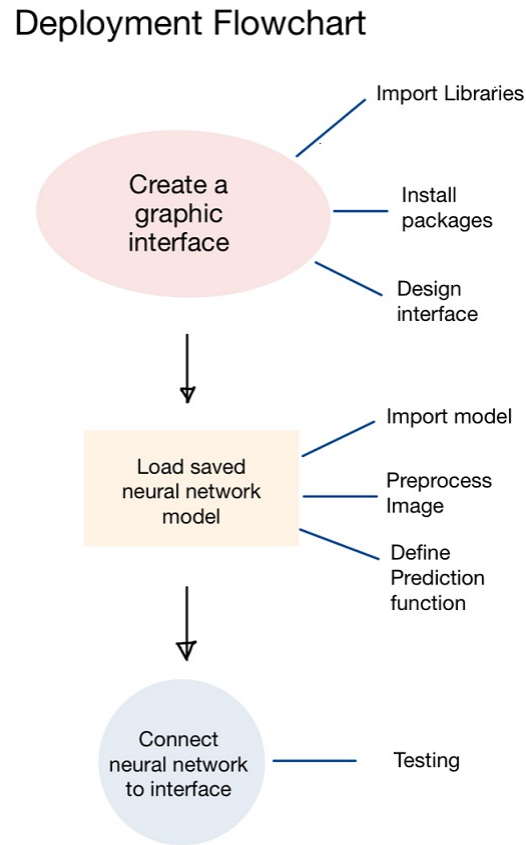 Deployment Flowchart
Import Libraries
Create a
graphic
interface
Install
packages
Design
interface
Import model
Load saved
neural network
model
Preprocess
Image
Define
Prediction
function
Connect
neural network
to interface
Testing